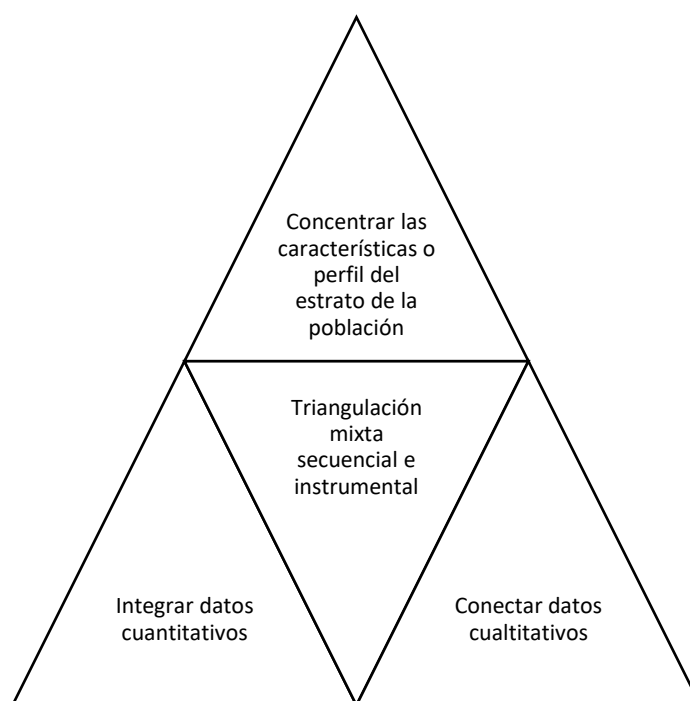 Concentrar las
características o
perfil del
estrato de la
población
Triangulación
mixta
secuencial e
instrumental
Integrar datos
cuantitativos
Conectar datos
cualtitativos